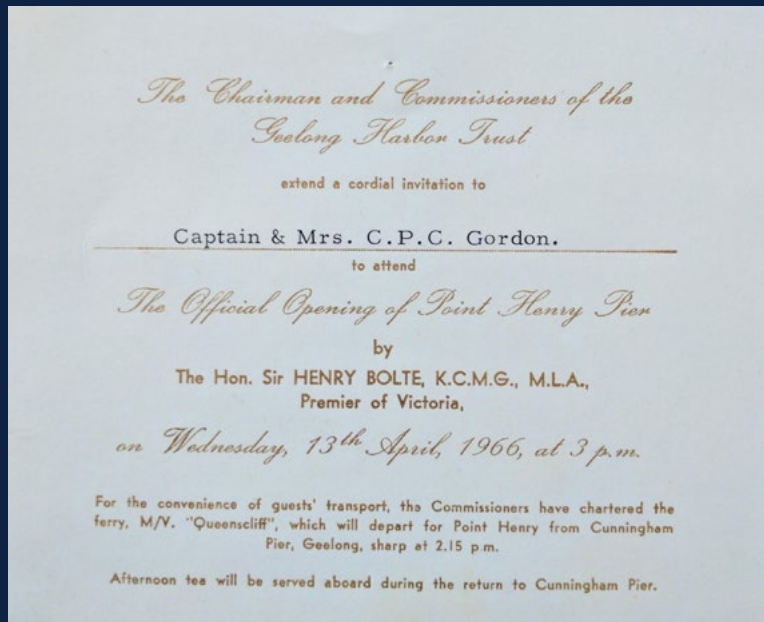 The Chairman and Commissioners of the
Geelong Harbor Trust
extend a cordial invitation to
Captain & Mrs. C.P.C. Gordon.
to attend
The Official Opening of Point Henry Pier
by
The Hon. Sir HENRY BOLTE, K.C.M.G., M.L.A.,
Premier of Victoria,
on Wednesday, 13th April, 1966, at 3 p.m.
For the convenience of guests' transport, the Commissioners have chartered the
ferry, M/V. "Queenscliff", which will depart for Point Henry from Cunningham
Pier, Geelong, sharp at 2.15 p.m.
Afternoon tea will be served aboard during the return to Cunningham Pier.